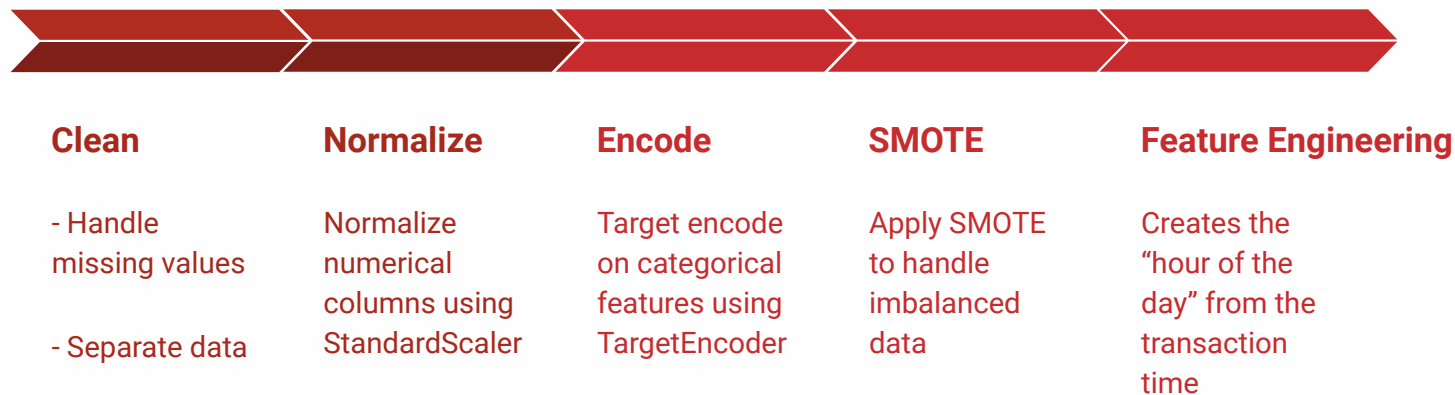 Clean
- Handle
missing values
- Separate data
Normalize
Normalize
numerical
columns using
StandardScaler
Encode
Target encode
on categorical
features using
TargetEncoder
SMOTE
Apply SMOTE
to handle
imbalanced
data
Feature Engineering
Creates the
“hour of the
day” from the
transaction
time